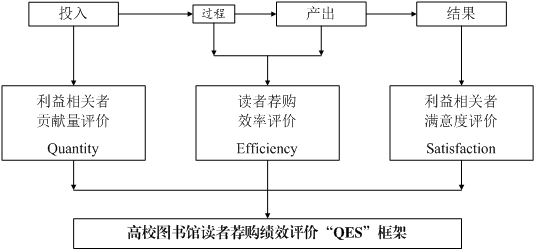 投入
过程
产出
结果
利益相关者
贡献量评价
Quantity
读者荐购
效率评价
Efficiency
利益相关者
满意度评价
Satisfaction
高校图书馆读者荐购绩效评价“QES”框架